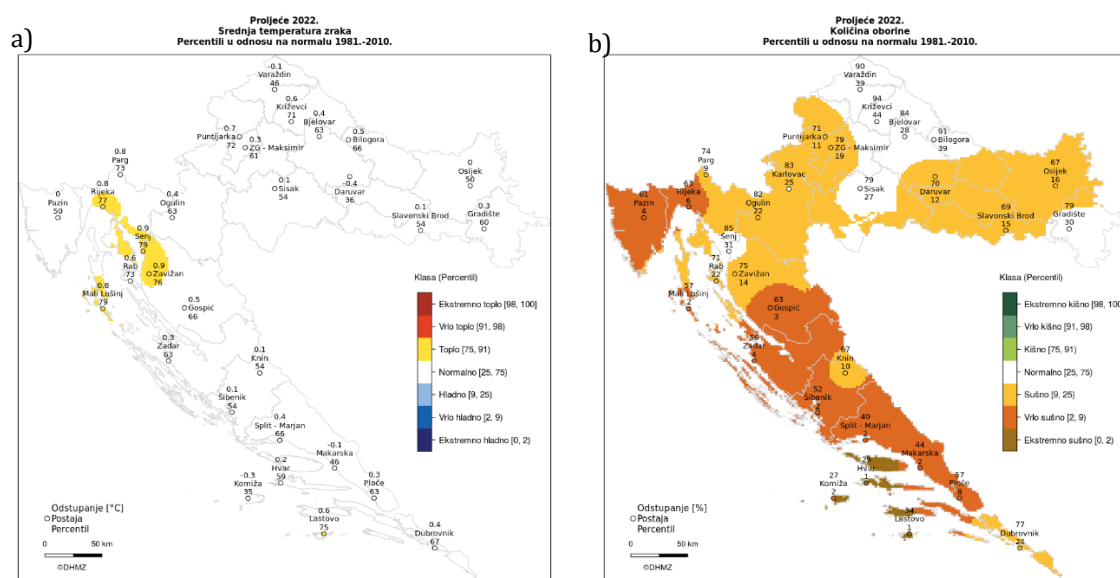 a)
Proljeće 2022.
Srednja temperatura zraka
Percentili u odnosu na normalu 1981.-2010.
-0.1
Varaždin
46
0.6
Križevci
71
0.4
Bjelovar
63
0.7
Puntijarka
72
0.3
ZG - Maksimir
61
0.5
Bilogora
66
0.8
Parg
73
0
Osijek
50
0
Pazin
50
0.8
Rijeka
77
0.4
Ogulin
63
0.1
Sisak
54
-0.4
Daruvar
36
0.1
Slavonski Brod
54
0.3
Gradište
60
0.9
Senj
79
0.6
Rab
73
0.9
Zavižan
76
0.8
Mali Lošinj
79
0.5
Gospić
66
0.3
Zadar
63
0.1
Knin
54
0.1
Šibenik
54
0.4
Split - Marjan
66
-0.1
Makarska
46
0.2
Hvar
59
-0.3
Komiža
35
0.3
Ploče
63
0.6
Lastovo
75
0.4
Dubrovnik
67
Klasa (Percentil)
Ekstremno toplo [98, 100]
Vrlo toplo [91, 98)
Toplo [75, 91)
Normalno [25, 75)
Hladno [9, 25)
Vrlo hladno [2, 9)
Ekstremno hladno [0, 2)
Odstupanje [°C]
Postaja
Percentil
0 50 km
©DHMZ
b)
Proljeće 2022.
Količina oborine
Percentili u odnosu na normalu 1981.-2010.
90
Varaždin
39
94
Križevci
44
84
Bjelovar
28
71
Puntijarka
11
79
ZG - Maksimir
19
91
Bilogora
39
74
Parg
9
83
Karlovac
25
67
Osijek
16
61
Pazin
4
63
Rijeka
6
82
Ogulin
22
79
Sisak
27
70
Daruvar
12
69
Slavonski Brod
15
79
Gradište
30
85
Senj
31
71
Rab
22
75
Zavižan
14
57
Mali Lošinj
2
63
Gospić
3
56
Zadar
4
67
Knin
10
52
Šibenik
2
40
Split - Marjan
2
44
Makarska
2
29
Hvar
1
27
Komiža
2
57
Ploče
8
34
Lastovo
1
77
Dubrovnik
24
Klasa (Percentil)
Ekstremno kišno [98, 100]
Vrlo kišno [91, 98)
Kišno [75, 91)
Normalno [25, 75)
Sušno [9, 25)
Vrlo sušno [2, 9)
Ekstremno sušno [0, 2)
Odstupanje [%]
Postaja
Percentil
0 50 km
©DHMZ